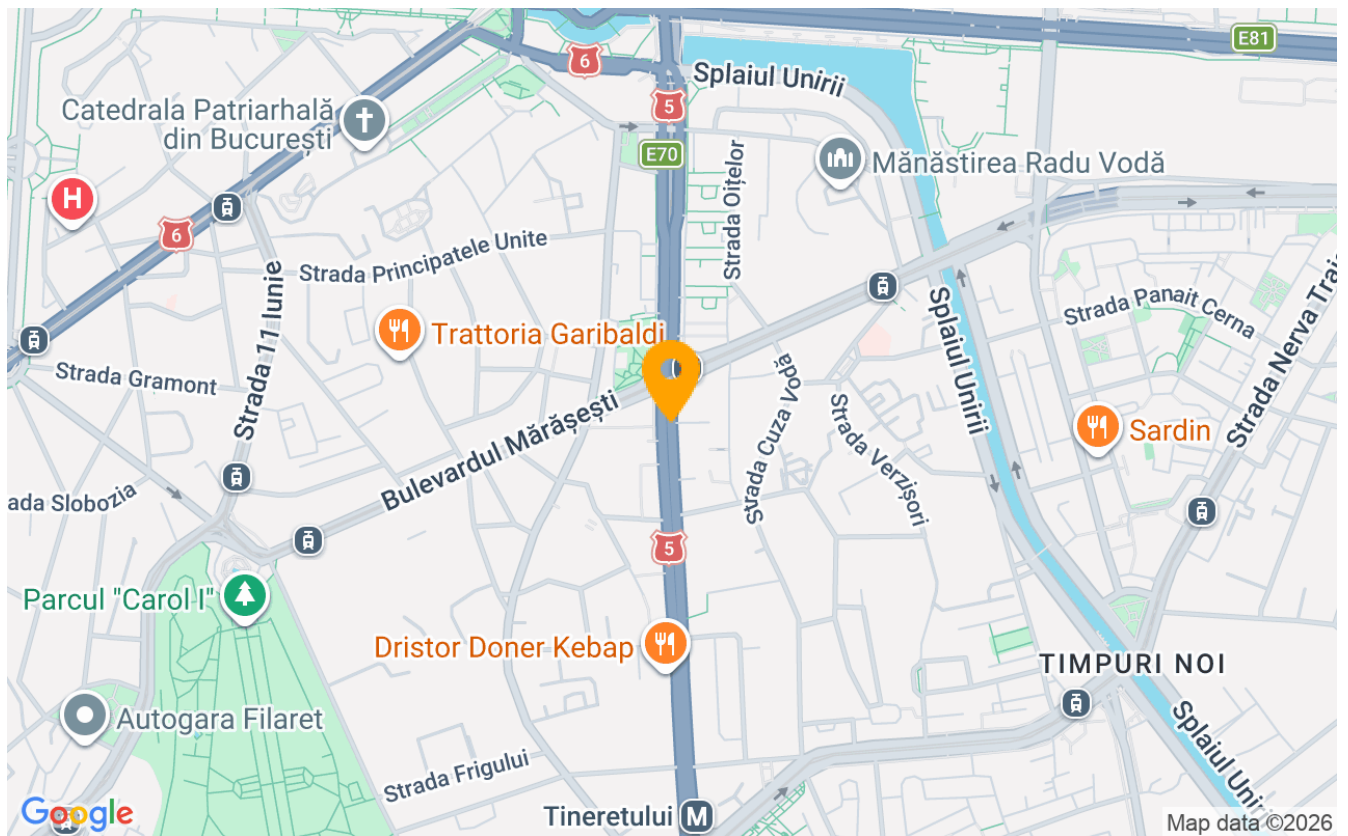 E81
6
Splaiul Unirii
5
Catedrala Patriarhală
din București
E70
Strada Oițelor
Mănăstirea Radu Vodă
H
6
Strada Principatele Unite
Strada 11 Iunie
Splaiul Unirii
Strada Panait Cerna
Strada Nerva Traia
Trattoria Garibaldi
Strada Gramont
Bulevardul Mărășești
Strada Cuza Vodă
Strada Verzișori
Sardin
ada Slobozia
5
Parcul "Carol I"
Dristor Doner Kebap
TIMPURI NOI
Autogara Filaret
Splaiul Uniri
Strada Frigului
Tineretului M
Google
Map data ©2026